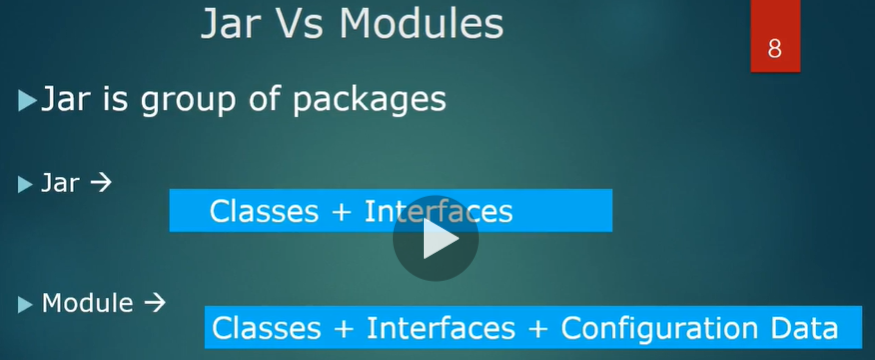 Jar Vs Modules
8
Jar is group of packages
Jar →
Classes + Interfaces
Module →
Classes + Interfaces + Configuration Data